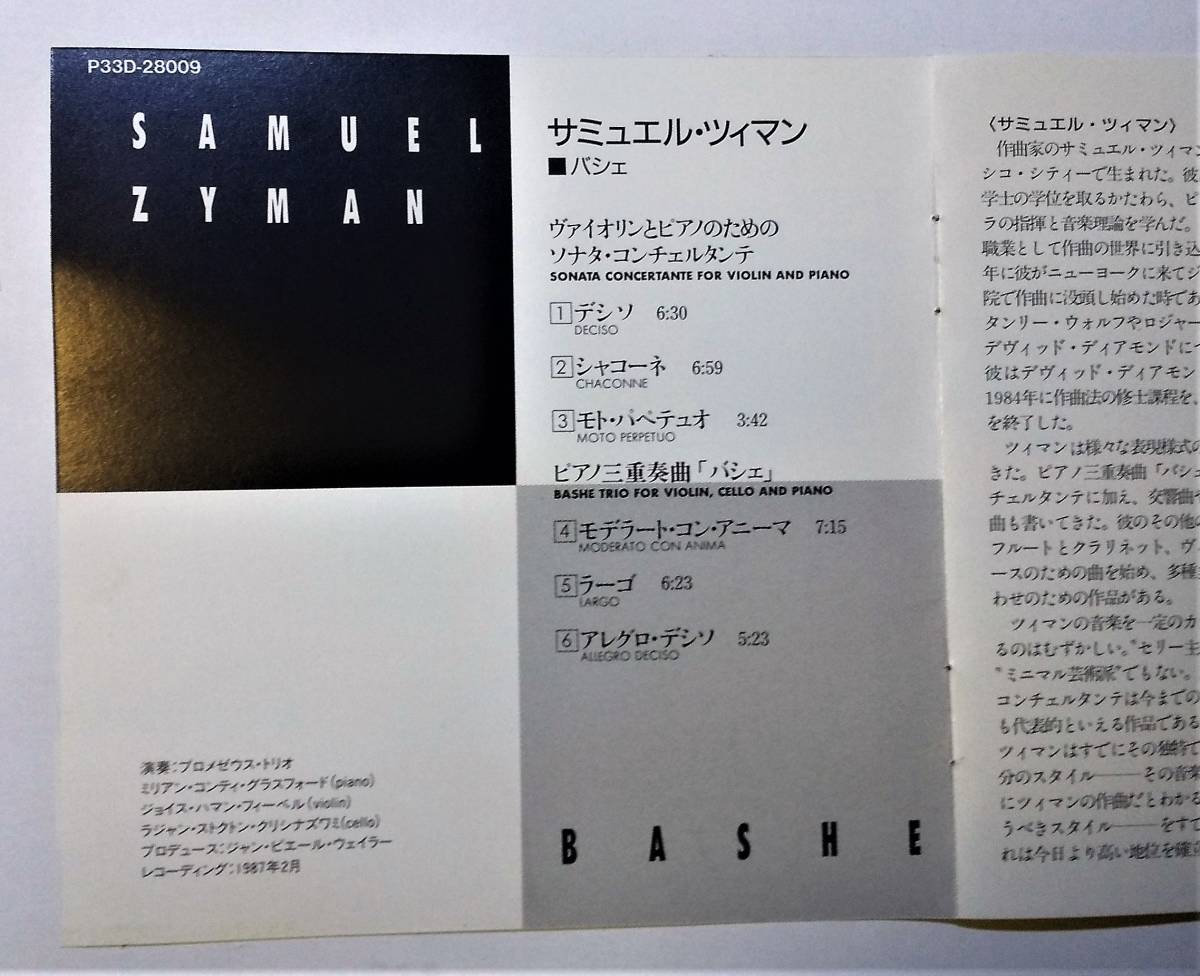 P33D-28009
SAMUEL
ZYMAN
サミュエル・ツィマン
■バシェ
ヴァイオリンとピアノのための
ソナタ・コンチェルタンテ
SONATA CONCERTANTE FOR VIOLIN AND PIANO
1 デシソ 6:30
DECISO
2 シャコーネ 6:59
CHACONNE
3 モト・パペテュオ 3:42
MOTO PERPETUO
ピアノ三重奏曲「バシェ」
BASHE TRIO FOR VIOLIN, CELLO AND PIANO
4 モデラート・コン・アニーマ 7:15
MODERATO CON ANIMA
5 ラーゴ 6:23
LARGO
6 アレグロ・デシソ 5:23
ALLEGRO DECISO
BASHE
演奏:プロメゼウス・トリオ
ミリアン・コンティ・グラスフォード(piano)
ジョイス・ハマン・フィーベル(violin)
ラジャン・ストクトン・クリシナズワミ(cello)
プロデュース:ジャン・ピエール・ウェイラー
レコーディング:1987年2月
〈サミュエル・ツィマン〉
作曲家のサミュエル・ツィマン
シコ・シティーで生まれた。彼
学士の学位を取るかたわら、ピ
ラの指揮と音楽理論を学んだ。
職業として作曲の世界に引き込
年に彼がニューヨークに来てジ
院で作曲に没頭し始めた時であ
タンリー・ウォルフやロジャー
デヴィッド・ダイアモンドにつ
彼はデヴィッド・ダイアモン
1984年に作曲法の修士課程を、
を終了した。
ツィマンは様々な表現様式の
きた。ピアノ三重奏曲「バシェ
チェルタンテに加え、交響曲や
曲も書いてきた。彼のその他の
フルートとクラリネット、ヴ
ースのための曲を始め、多種
わせのための作品がある。
ツィマンの音楽を一定のカ
るのはむずかしい。"セリー主
"ミニマル芸術派"でもない。
コンチェルタンテは今までの
も代表的といえる作品である
ツィマンはすでにその独特で
分のスタイル——その音楽
にツィマンの作曲だとわかる
うべきスタイル——をすで
れは今日より高い地位を確立